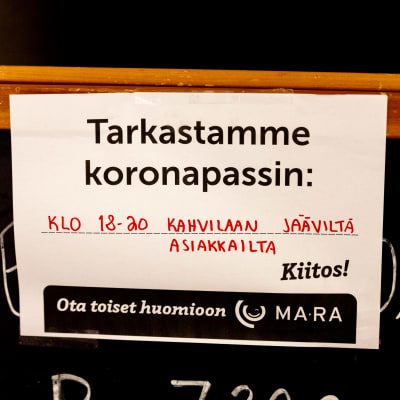 Tarkastamme
koronapassin:
KLO 18-20 KAHVILAAN JÄÄVILTÄ
ASIAKKAILTA
Kiitos!
Ota toiset huomioon MA·RA